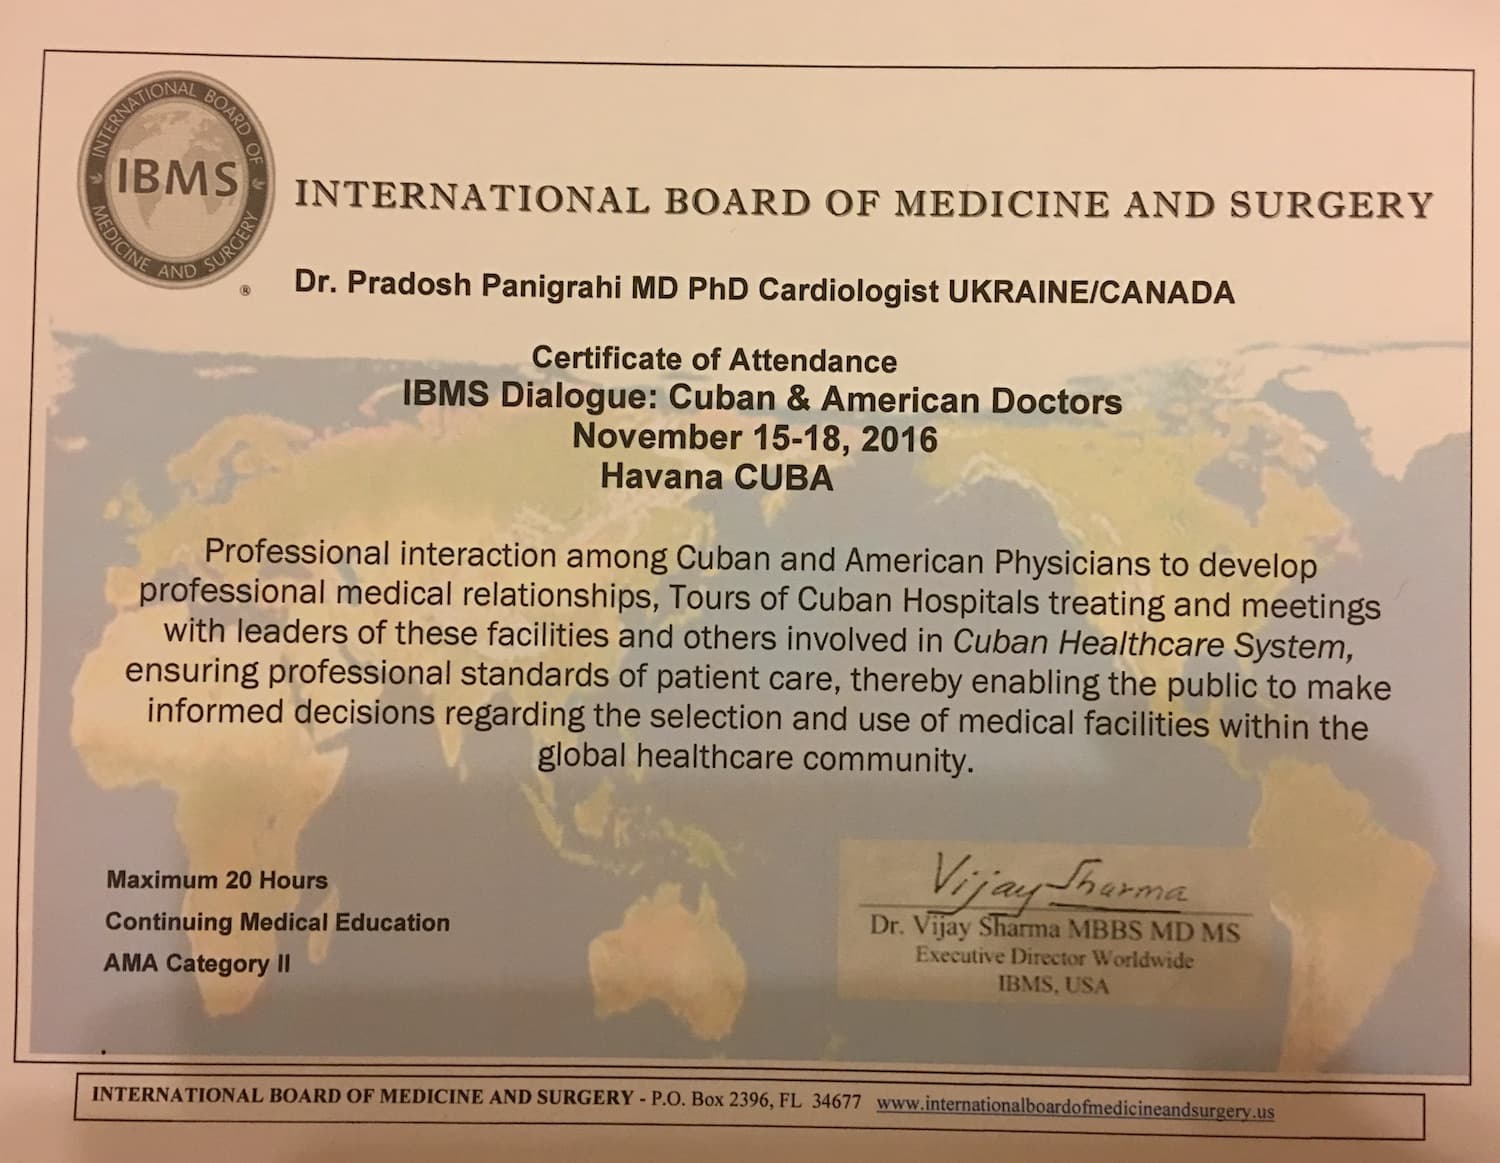 INTERNATIONAL BOARD OF
IBMS
MEDICINE AND SURGERY
®
INTERNATIONAL BOARD OF MEDICINE AND SURGERY
Dr. Pradosh Panigrahi MD PhD Cardiologist UKRAINE/CANADA
Certificate of Attendance
IBMS Dialogue: Cuban & American Doctors
November 15-18, 2016
Havana CUBA
Professional interaction among Cuban and American Physicians to develop
professional medical relationships, Tours of Cuban Hospitals treating and meetings
with leaders of these facilities and others involved in Cuban Healthcare System,
ensuring professional standards of patient care, thereby enabling the public to make
informed decisions regarding the selection and use of medical facilities within the
global healthcare community.
Maximum 20 Hours
Continuing Medical Education
AMA Category II
Vijay Sharma
Dr. Vijay Sharma MBBS MD MS
Executive Director Worldwide
IBMS, USA
INTERNATIONAL BOARD OF MEDICINE AND SURGERY - P.O. Box 2396, FL 34677 www.internationalboardofmedicineandsurgery.us